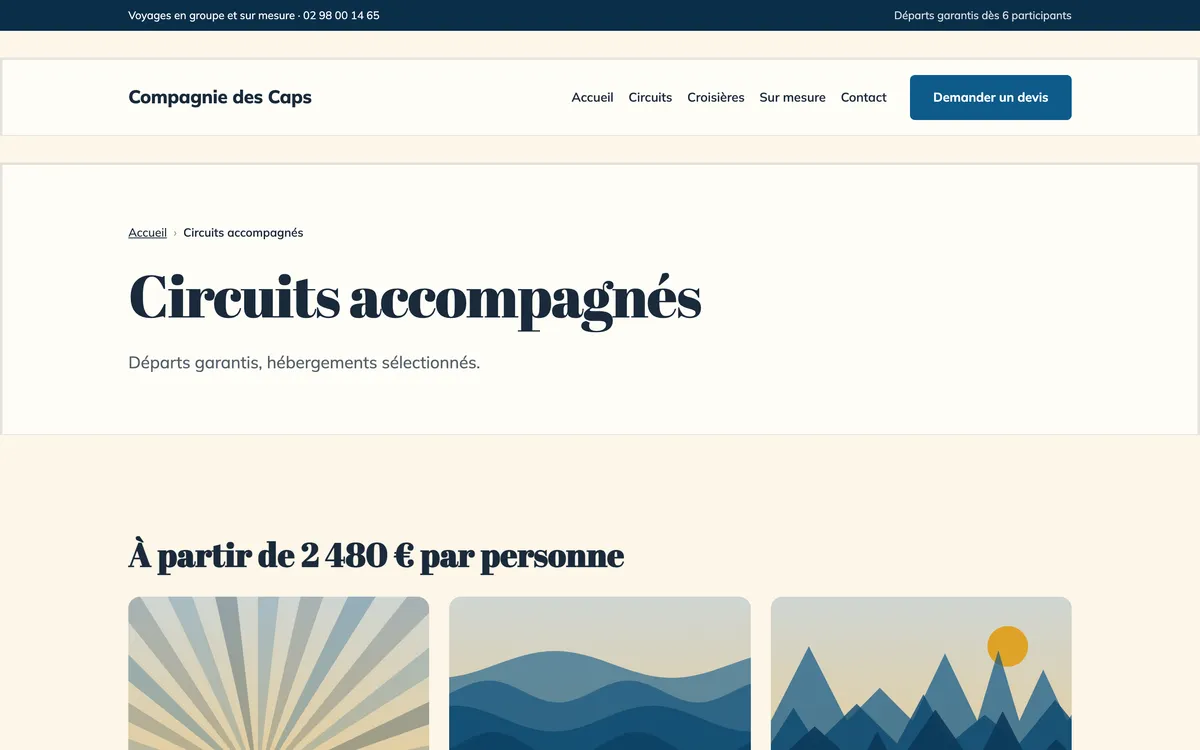 Voyages en groupe et sur mesure · 02 98 00 14 65
Départs garantis dès 6 participants
Compagnie des Caps
Accueil
Circuits
Croisières
Sur mesure
Contact
Demander un devis
Accueil › Circuits accompagnés
Circuits accompagnés
Départs garantis, hébergements sélectionnés.
À partir de 2 480 € par personne